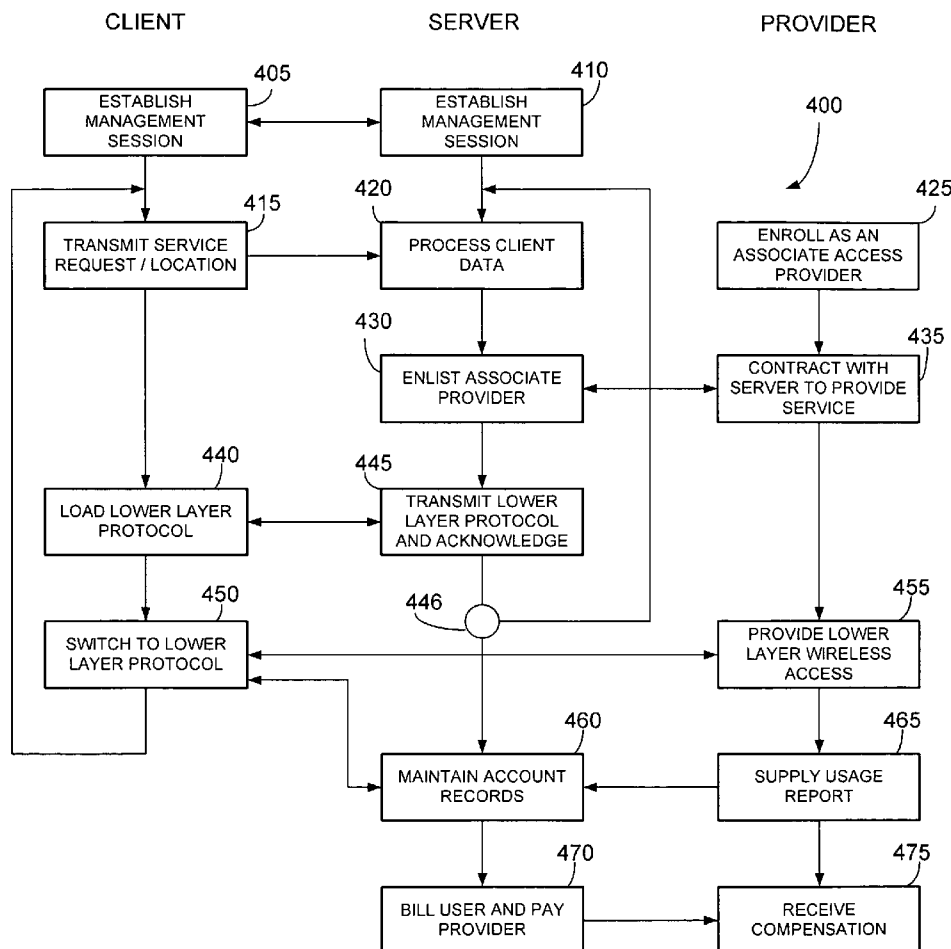 CLIENT
SERVER
PROVIDER
405
ESTABLISH
MANAGEMENT
SESSION
410
ESTABLISH
MANAGEMENT
SESSION
400
415
TRANSMIT SERVICE
REQUEST / LOCATION
420
PROCESS CLIENT
DATA
425
ENROLL AS AN
ASSOCIATE ACCESS
PROVIDER
430
ENLIST ASSOCIATE
PROVIDER
435
CONTRACT WITH
SERVER TO PROVIDE
SERVICE
440
LOAD LOWER LAYER
PROTOCOL
445
TRANSMIT LOWER
LAYER PROTOCOL
AND ACKNOWLEDGE
446
450
SWITCH TO LOWER
LAYER PROTOCOL
455
PROVIDE LOWER
LAYER WIRELESS
ACCESS
460
MAINTAIN ACCOUNT
RECORDS
465
SUPPLY USAGE
REPORT
470
BILL USER AND PAY
PROVIDER
475
RECEIVE
COMPENSATION